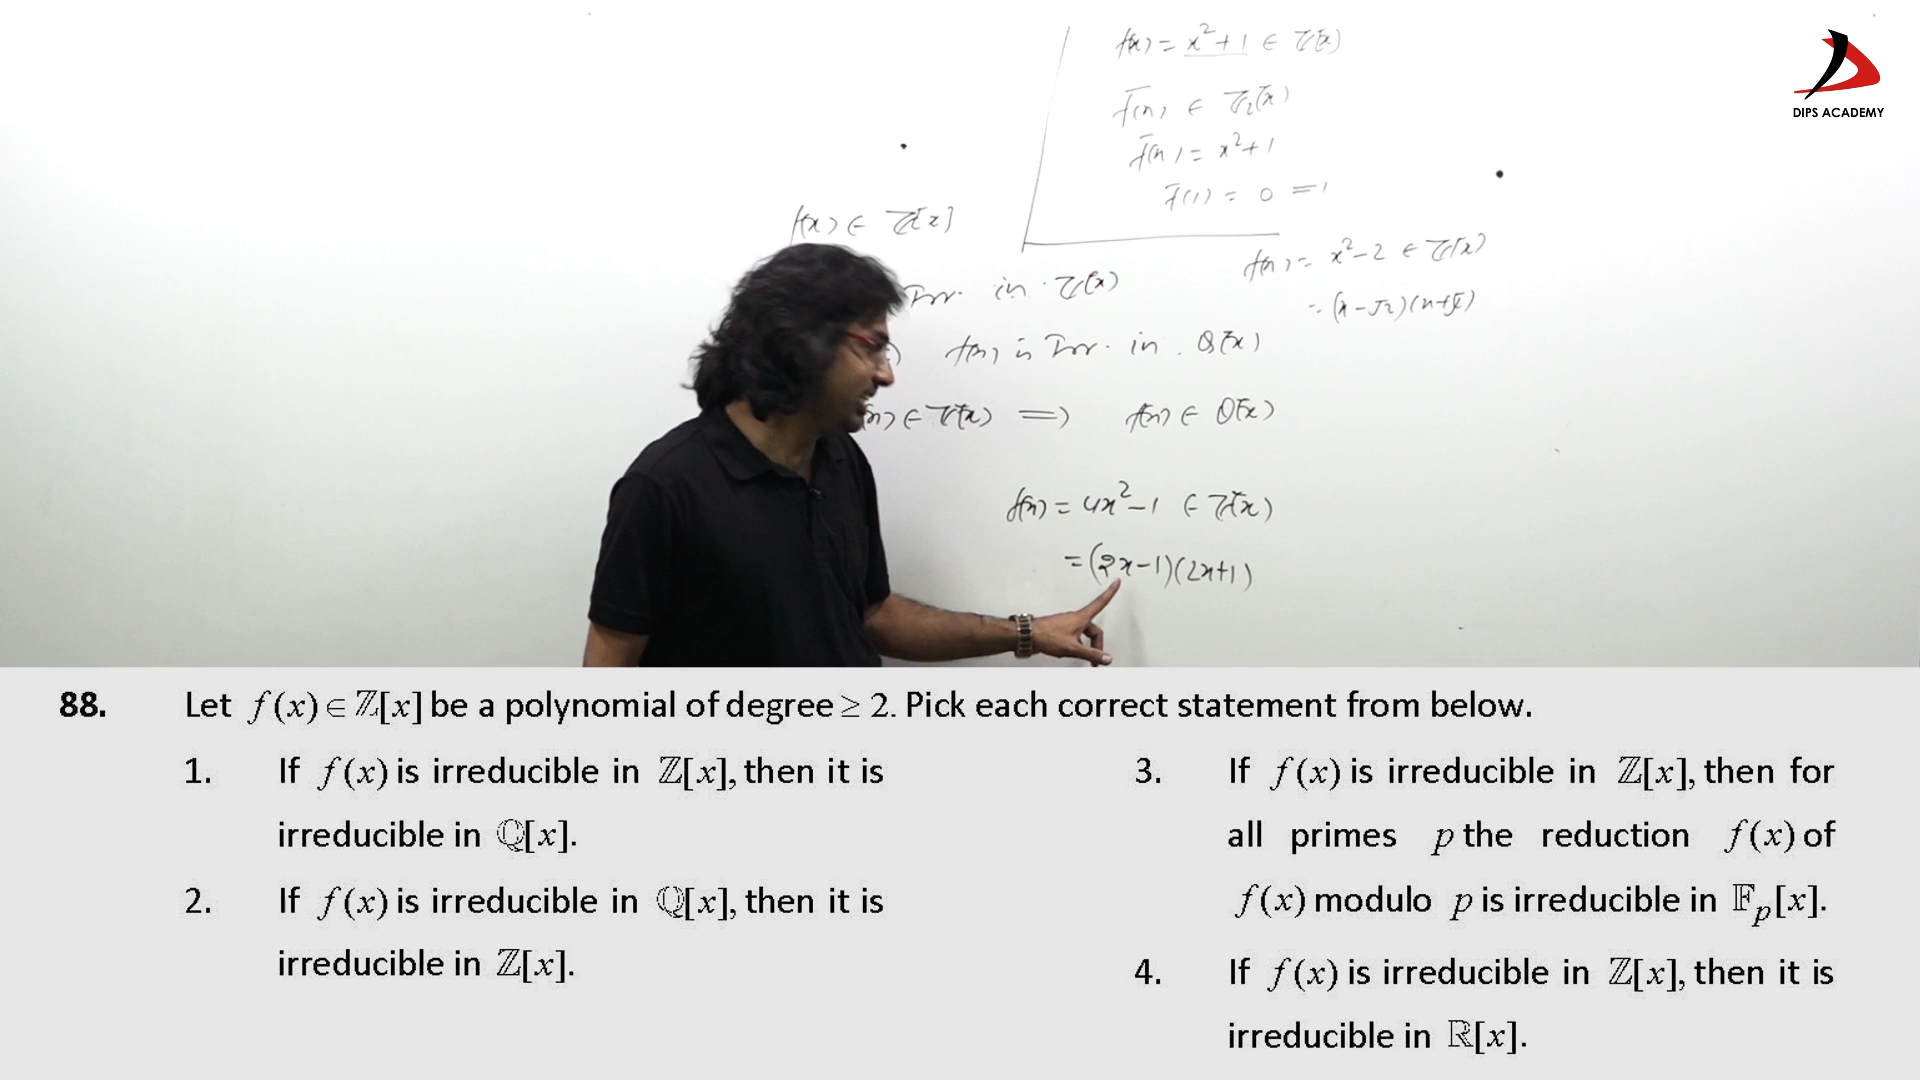 f(x) = x²+1 ∈ ℤ[x]
f̄(x) ∈ ℤ₂[x]
f̄(x) = x²+1
f̄(1) = 0 =)
DIPS ACADEMY
f(x) ∈ ℤ[x]
Irr. in ℤ[x]
f(x) is Irr. in Q[x]
f(x) = x²-2 ∈ ℤ[x]
= (x-√2)(x+√2)
∈ ℤ[x] =) f(x) ∈ Q[x]
f(x) = 4x²-1 ∈ ℤ[x]
= (2x-1)(2x+1)
88. Let f(x)∈ℤ[x] be a polynomial of degree ≥ 2. Pick each correct statement from below.
1. If f(x) is irreducible in ℤ[x], then it is
irreducible in ℚ[x].
2. If f(x) is irreducible in ℚ[x], then it is
irreducible in ℤ[x].
3. If f(x) is irreducible in ℤ[x], then for
all primes p the reduction f(x) of
f(x) modulo p is irreducible in 𝔽ₚ[x].
4. If f(x) is irreducible in ℤ[x], then it is
irreducible in ℝ[x].